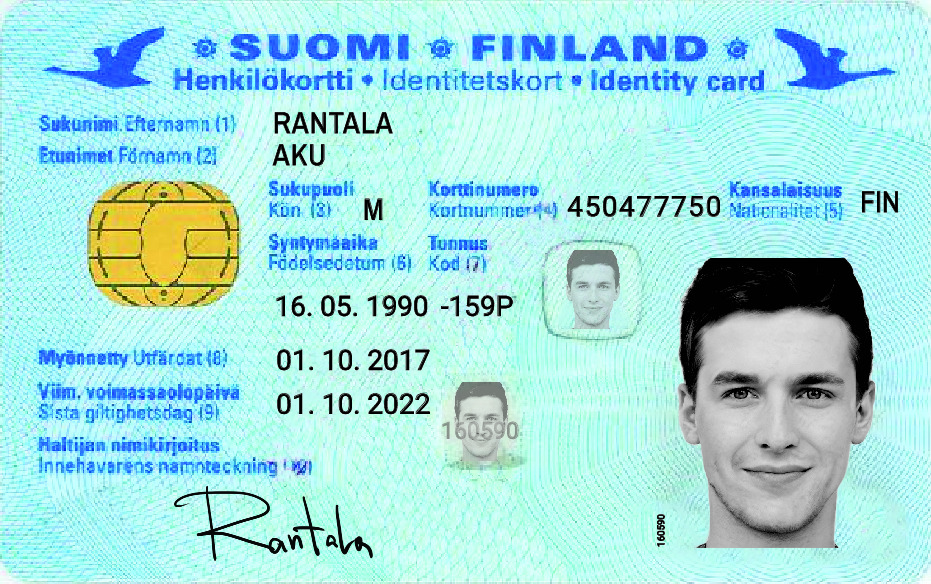 SUOMI FINLAND
Henkilökortti • Identitetskort • Identity card
Sukunimi Efternamn (1) RANTALA
Etunimet Förnamn (2) AKU
Sukupuoli Korttinumero Kansalaisuus
Kön (3) M Kortnummer (4) 450477750 Nationalitet (5) FIN
Syntymäaika Tunnus
Födelsedetum (6) Kod (7)
16. 05. 1990 -159P
Myönnetty Utfärdat (8) 01. 10. 2017
Viim. voimassaolopäivä
Sista giltighetsdag (9) 01. 10. 2022
160590
Haltijan nimikirjoitus
Innehavarens namnteckning
Rantala
160590